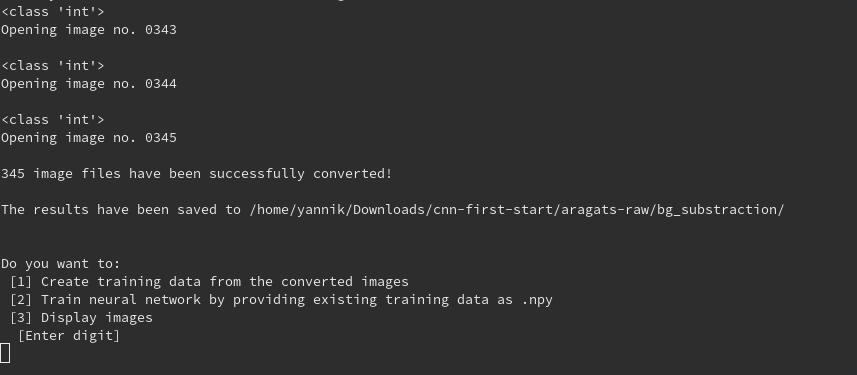 <class 'int'>
Opening image no. 0343
<class 'int'>
Opening image no. 0344
<class 'int'>
Opening image no. 0345
345 image files have been successfully converted!
The results have been saved to /home/yannik/Downloads/cnn-first-start/aragats-raw/bg_substraction/
Do you want to:
[1] Create training data from the converted images
[2] Train neural network by providing existing training data as .npy
[3] Display images
[Enter digit]